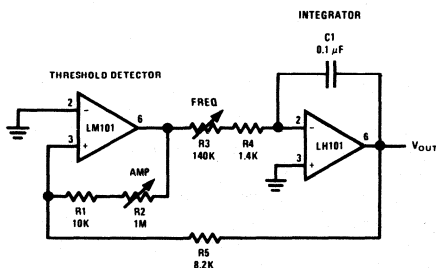 INTEGRATOR
C1
0.1 μF
THRESHOLD DETECTOR
2
6
LM101
3
FREQ
R3
140K
R4
1.4K
2
6
LH101
3
VOUT
AMP
R1
10K
R2
1M
R5
8.2K